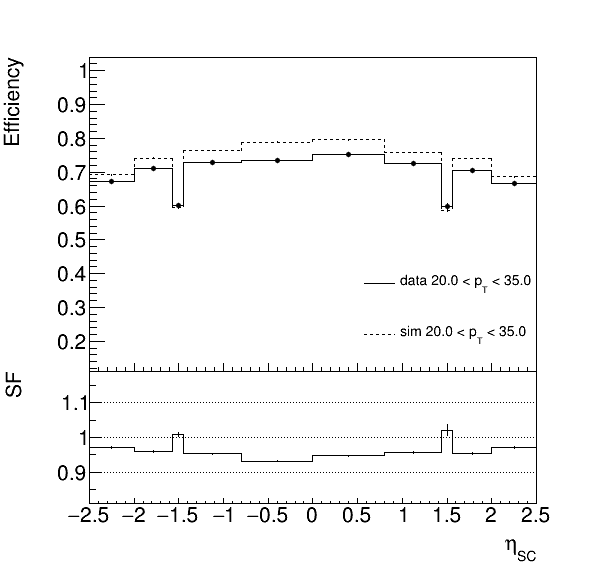 Efficiency
1
0.9
0.8
0.7
0.6
0.5
0.4
0.3
0.2
data 20.0 < p_T < 35.0
sim 20.0 < p_T < 35.0
SF
1.1
1
0.9
−2.5 −2 −1.5 −1 −0.5 0 0.5 1 1.5 2 2.5
η_SC